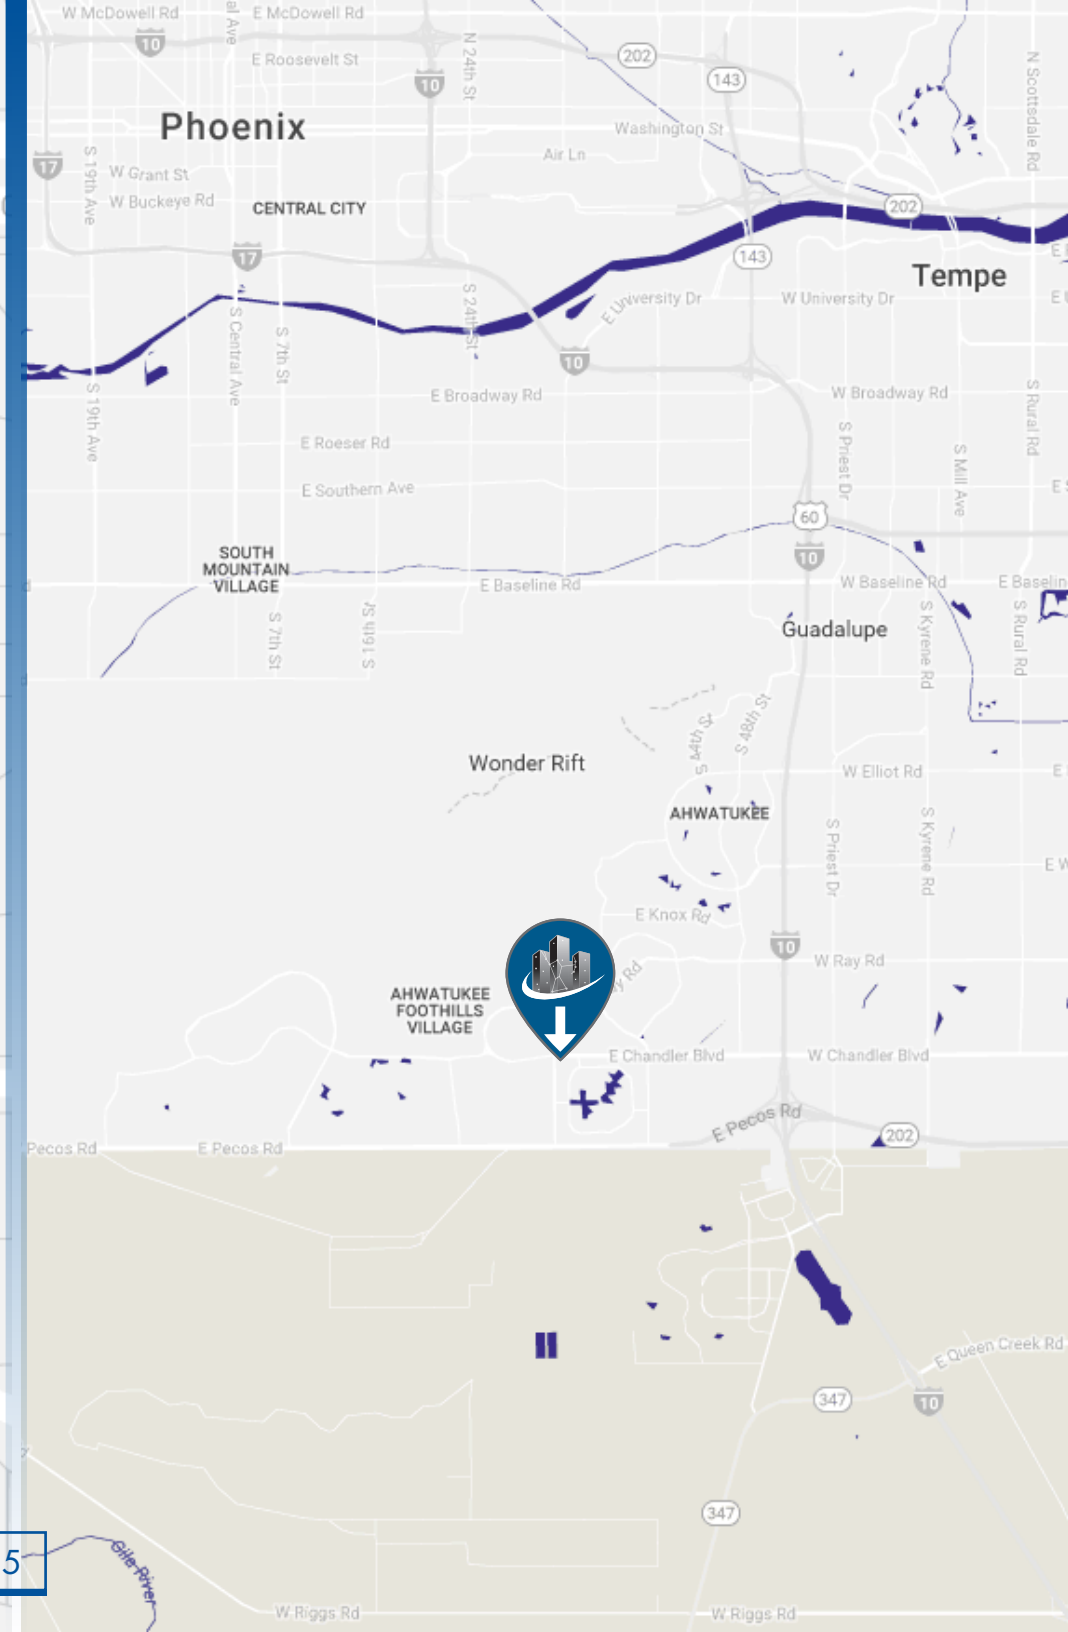 W McDowell Rd
E McDowell Rd
10
E Roosevelt St
N 24th St
202
143
10
N Scottsdale Rd
Phoenix
Washington St
Air Ln
17
S 19th Ave
W Grant St
W Buckeye Rd
CENTRAL CITY
202
17
143
Tempe
S 24th St
E University Dr
W University Dr
S Central Ave
S 7th St
10
S 19th Ave
E Broadway Rd
W Broadway Rd
S Rural Rd
E Roeser Rd
S Priest Dr
S Mill Ave
E Southern Ave
60
10
SOUTH
MOUNTAIN
VILLAGE
E Baseline Rd
W Baseline Rd
E Baselin
S 7th St
S 16th St
Guadalupe
S Kyrene Rd
S Rural Rd
S 44th St
S 48th St
Wonder Rift
W Elliot Rd
AHWATUKEE
S Priest Dr
S Kyrene Rd
E Knox Rd
10
W Ray Rd
y Rd
AHWATUKEE
FOOTHILLS
VILLAGE
E Chandler Blvd
W Chandler Blvd
E Pecos Rd
202
Pecos Rd
E Pecos Rd
E Queen Creek Rd
347
10
347
5
Gila River
W Riggs Rd
W Riggs Rd